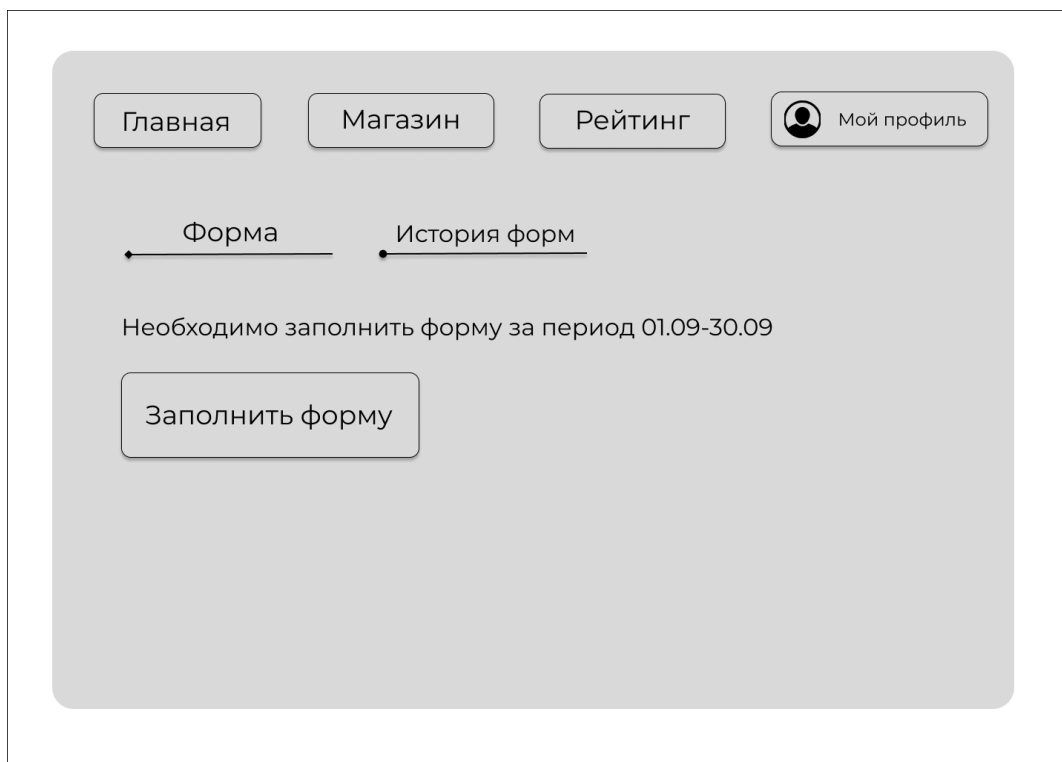 Главная Магазин Рейтинг Мой профиль
Форма История форм
Необходимо заполнить форму за период 01.09-30.09
Заполнить форму